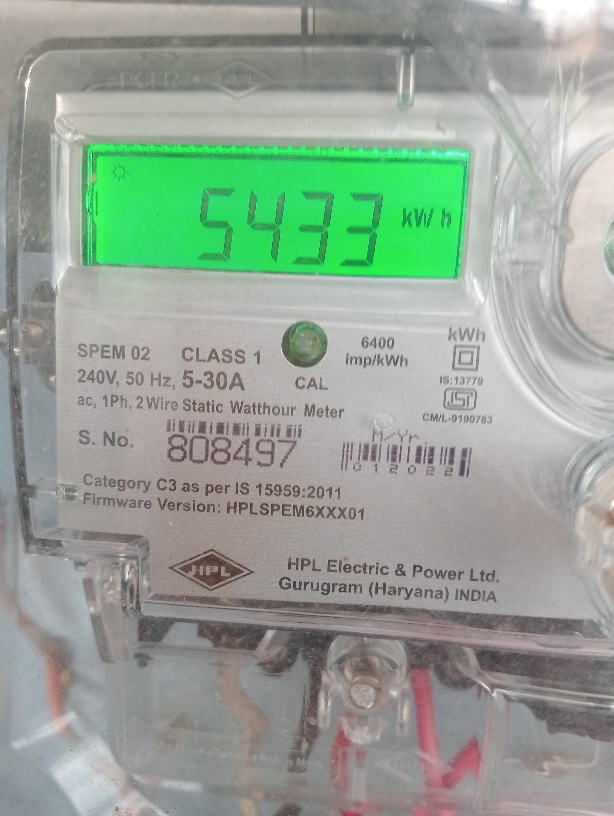 5433 kWh
SPEM 02 CLASS 1
6400 imp/kWh
kWh
240V, 50 Hz, 5-30A
CAL
IS:13779
ISI
CM/L-9190763
ac, 1Ph, 2 Wire Static Watthour Meter
S. No. 808497
M/Yr
012022
Category C3 as per IS 15959:2011
Firmware Version: HPLSPEM6XXX01
HPL
HPL Electric & Power Ltd.
Gurugram (Haryana) INDIA